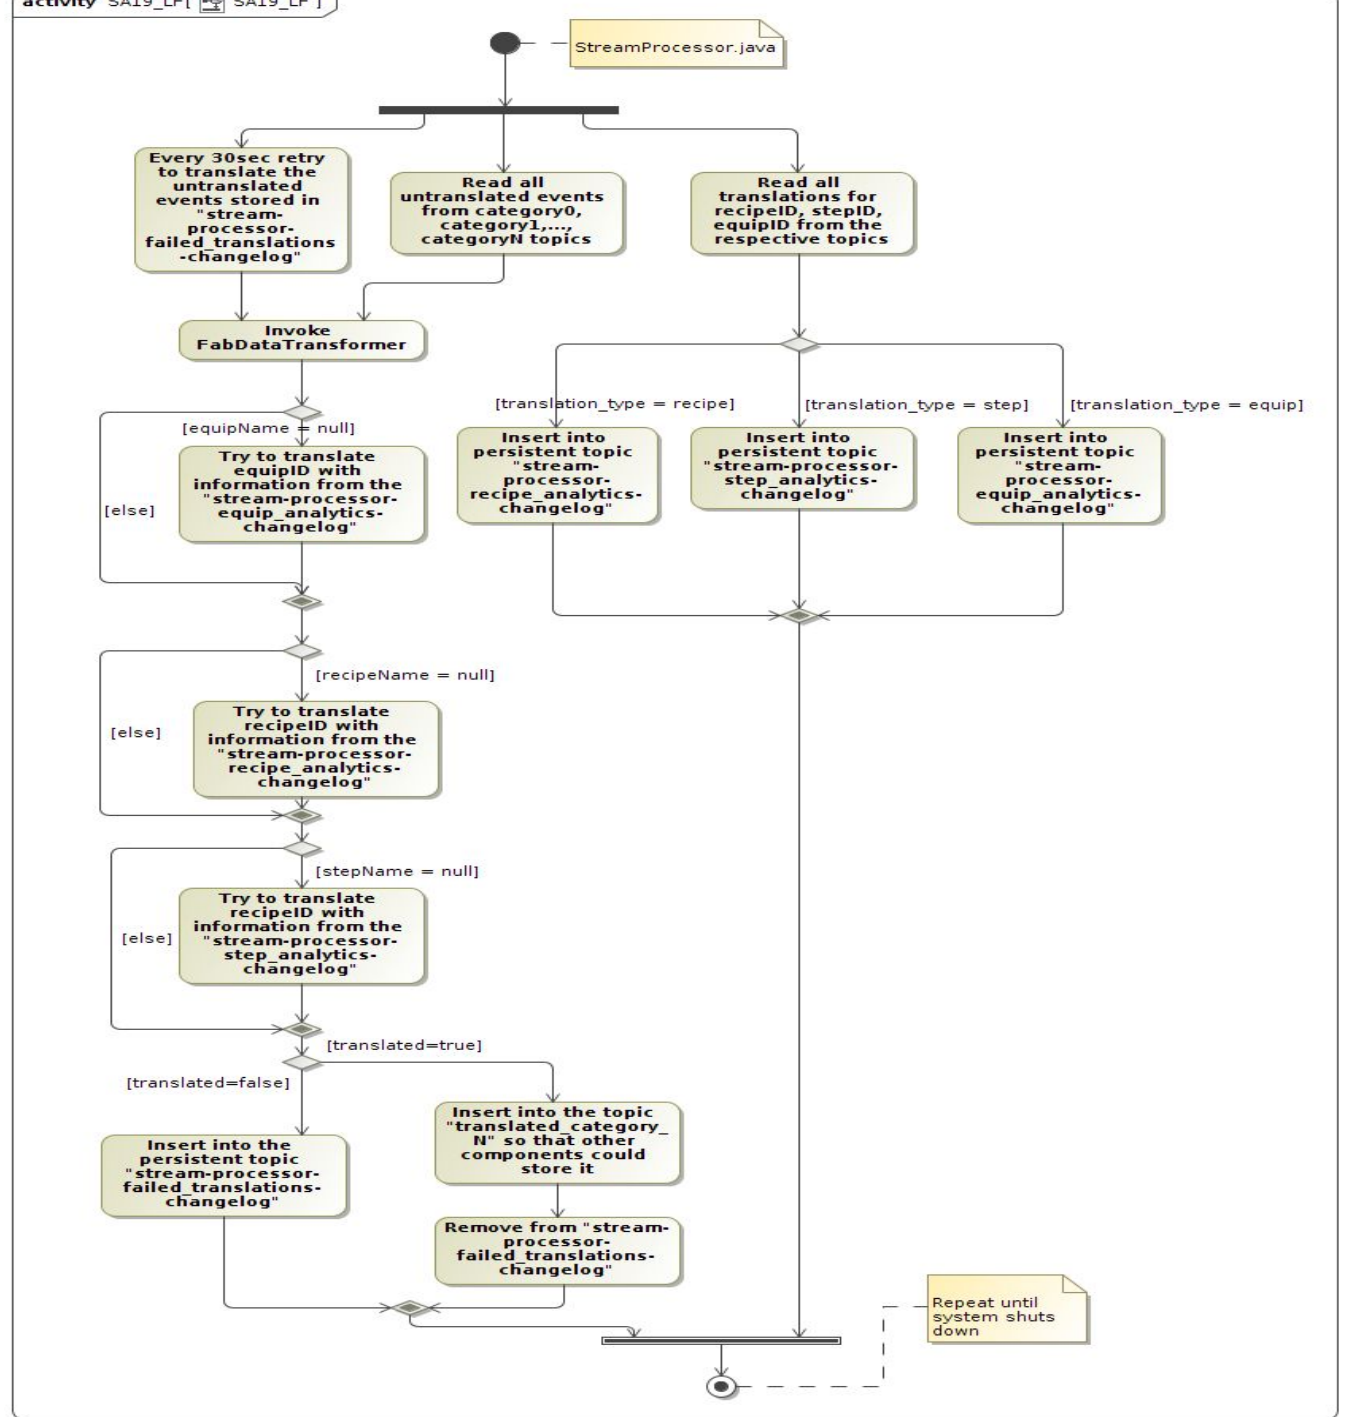 activity SA19_LP[ SA19_LP ]
StreamProcessor.java
Every 30sec retry
to translate the
untranslated
events stored in
"stream-
processor-
failed_translations
-changelog"
Read all
untranslated events
from category0,
category1,...,
categoryN topics
Read all
translations for
recipeID, stepID,
equipID from the
respective topics
Invoke
FabDataTransformer
[equipName = null]
[else]
Try to translate
equipID with
information from the
"stream-processor-
equip_analytics-
changelog"
[translation_type = recipe]
[translation_type = step]
[translation_type = equip]
Insert into
persistent topic
"stream-
processor-
recipe_analytics-
changelog"
Insert into
persistent topic
"stream-processor-
step_analytics-
changelog"
Insert into
persistent topic
"stream-
processor-
equip_analytics-
changelog"
[recipeName = null]
[else]
Try to translate
recipeID with
information from the
"stream-processor-
recipe_analytics-
changelog"
[stepName = null]
[else]
Try to translate
recipeID with
information from the
"stream-processor-
step_analytics-
changelog"
[translated=true]
[translated=false]
Insert into the topic
"translated_category_
N" so that other
components could
store it
Insert into the
persistent topic
"stream-processor-
failed_translations-
changelog"
Remove from "stream-
processor-
failed_translations-
changelog"
Repeat until
system shuts
down